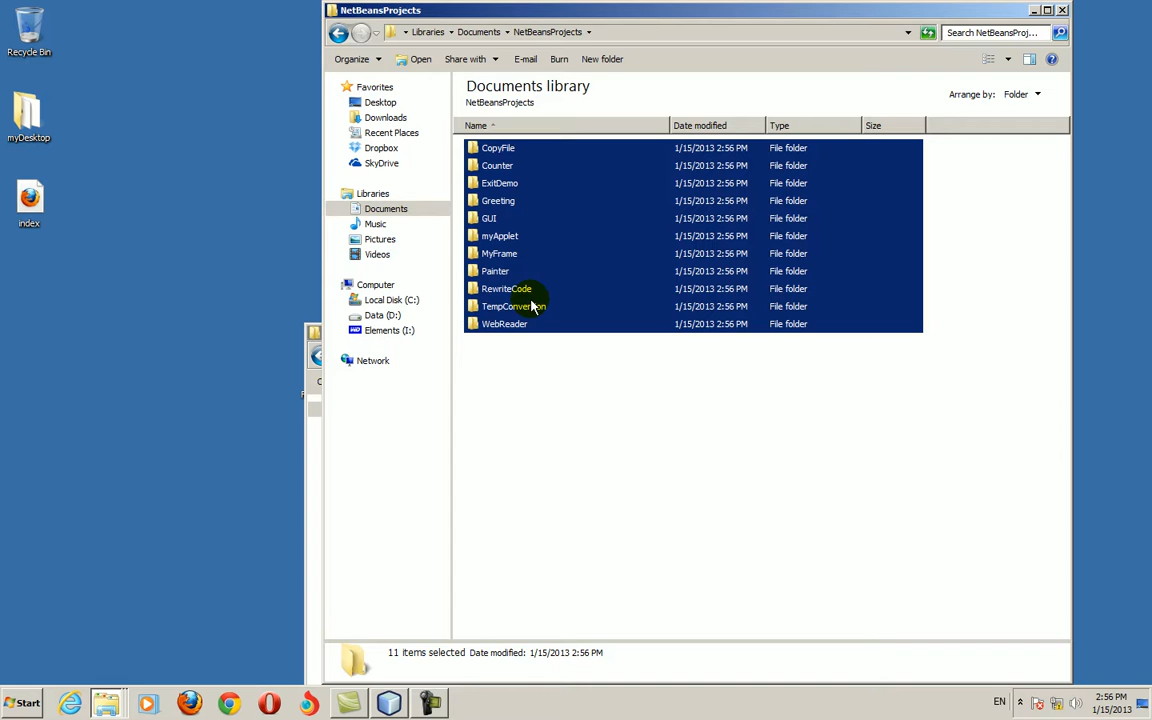 Recycle Bin
myDesktop
index
NetBeansProjects
Libraries Documents NetBeansProjects
Search NetBeansProj...
Organize Open Share with E-mail Burn New folder
Favorites
Desktop
Downloads
Recent Places
Dropbox
SkyDrive
Libraries
Documents
Music
Pictures
Videos
Computer
Local Disk (C:)
Data (D:)
Elements (I:)
Network
Documents library
NetBeansProjects
Arrange by: Folder
Name Date modified Type Size
CopyFile 1/15/2013 2:56 PM File folder
Counter 1/15/2013 2:56 PM File folder
ExitDemo 1/15/2013 2:56 PM File folder
Greeting 1/15/2013 2:56 PM File folder
GUI 1/15/2013 2:56 PM File folder
myApplet 1/15/2013 2:56 PM File folder
MyFrame 1/15/2013 2:56 PM File folder
Painter 1/15/2013 2:56 PM File folder
RewriteCode 1/15/2013 2:56 PM File folder
TempConversion 1/15/2013 2:56 PM File folder
WebReader 1/15/2013 2:56 PM File folder
11 items selected Date modified: 1/15/2013 2:56 PM
Start
EN
2:56 PM
1/15/2013